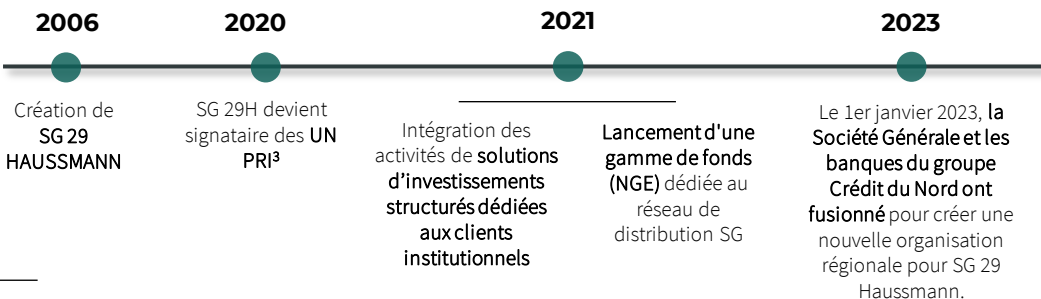 2006
2020
2021
2023
Création de
SG 29
HAUSSMANN
SG 29H devient
signataire des UN
PRI³
Intégration des
activités de solutions
d’investissements
structurés dédiées
aux clients
institutionnels
Lancement d'une
gamme de fonds
(NGE) dédiée au
réseau de
distribution SG
Le 1er janvier 2023, la
Société Générale et les
banques du groupe
Crédit du Nord ont
fusionné pour créer une
nouvelle organisation
régionale pour SG 29
Haussmann.